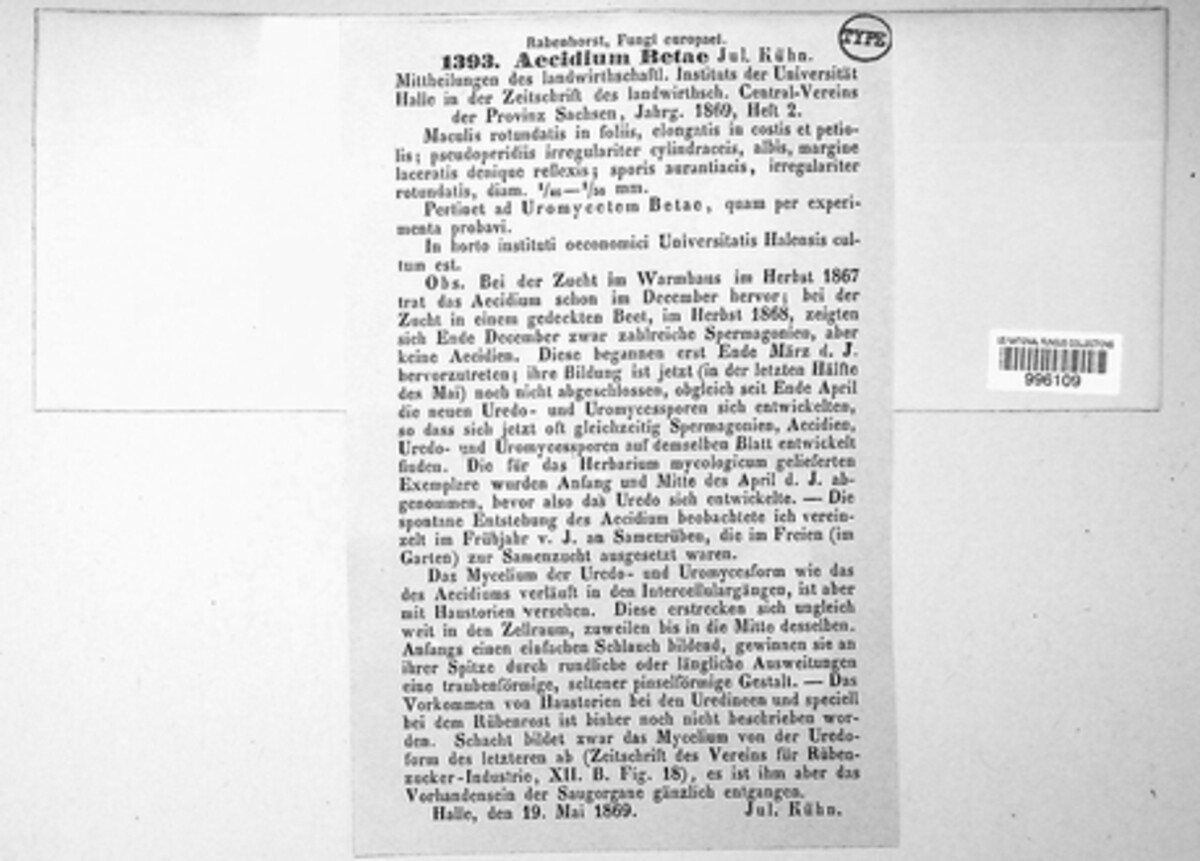 Rabenhorst, Fungi europaei.
TYPE
1393. Aecidium Betae Jul. Kühn.
Mittheilungen des landwirthschaftl. Instituts der Universität
Halle in der Zeitschrift des landwirthsch. Central-Vereins
der Provinz Sachsen, Jahrg. 1869, Heft 2.
Maculis rotundatis in foliis, elongatis in costis et petio-
lis; pseudoperidiis irregulariter cylindraceis, albis, margine
laceratis denique reflexis; sporis aurantiacis, irregulariter
rotundatis, diam. mm.
Pertinet ad Uromycetem Betae, quam per experi-
menta probavi.
In horto instituti oeconomici Universitatis Halensis cul-
tum est.
Obs. Bei der Zucht im Warmhaus im Herbst 1867
trat das Aecidium schon im December hervor; bei der
Zucht in einem gedeckten Beet, im Herbst 1868, zeigten
sich Ende December zwar zahlreiche Spermagonien, aber
keine Aecidien. Diese begannen erst Ende März d. J.
hervorzutreten; ihre Bildung ist jetzt (in der letzten Hälfte
des Mai) noch nicht abgeschlossen, obgleich seit Ende April
die neuen Uredo- und Uromycessporen sich entwickelten,
so dass sich jetzt oft gleichzeitig Spermagonien, Aecidien,
Uredo- und Uromycessporen auf demselben Blatt entwickelt
finden. Die für das Herbarium mycologicum gelieferten
Exemplare wurden Anfang und Mitte des April d. J. ab-
genommen, bevor also das Uredo sich entwickelte. — Die
spontane Entstehung des Aecidium beobachtete ich verein-
zelt im Frühjahr v. J. an Samenrüben, die im Freien (im
Garten) zur Samenzucht ausgesetzt waren.
Das Mycelium der Uredo- und Uromycesform wie das
des Aecidiums verläuft in den Intercellulargängen, ist aber
mit Haustorien versehen. Diese erstrecken sich ungleich
weit in den Zellraum, zuweilen bis in die Mitte desselben.
Anfangs einen einfachen Schlauch bildend, gewinnen sie an
ihrer Spitze durch rundliche oder längliche Ausweitungen
eine traubenförmige, seltener pinselförmige Gestalt. — Das
Vorkommen von Haustorien bei den Uredineen und speciell
bei dem Rübenrost ist bisher noch nicht beschrieben wor-
den. Schacht bildet zwar das Mycelium von der Uredo-
form des letzteren ab (Zeitschrift des Vereins für Rüben-
zucker-Industrie, XII. B. Fig. 18), es ist ihm aber das
Vorhandensein der Saugorgane gänzlich entgangen.
Halle, den 19. Mai 1869. Jul. Kühn.
US NATIONAL FUNGUS COLLECTIONS
996109